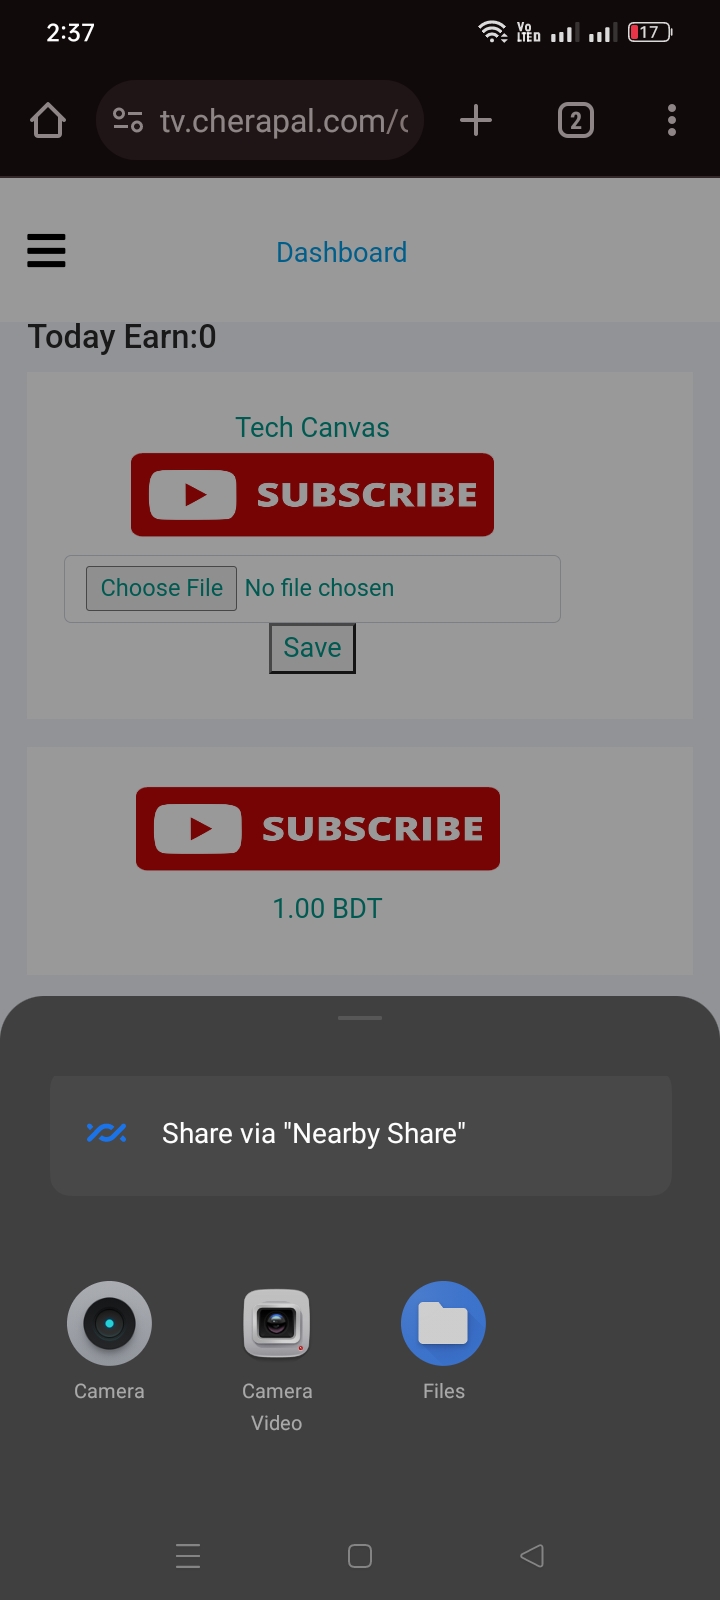 2:37
Vo
LTED
17
tv.cherapal.com/c
2
Dashboard
Today Earn:0
Tech Canvas
SUBSCRIBE
Choose File No file chosen
Save
SUBSCRIBE
1.00 BDT
Share via "Nearby Share"
Camera
Camera
Video
Files